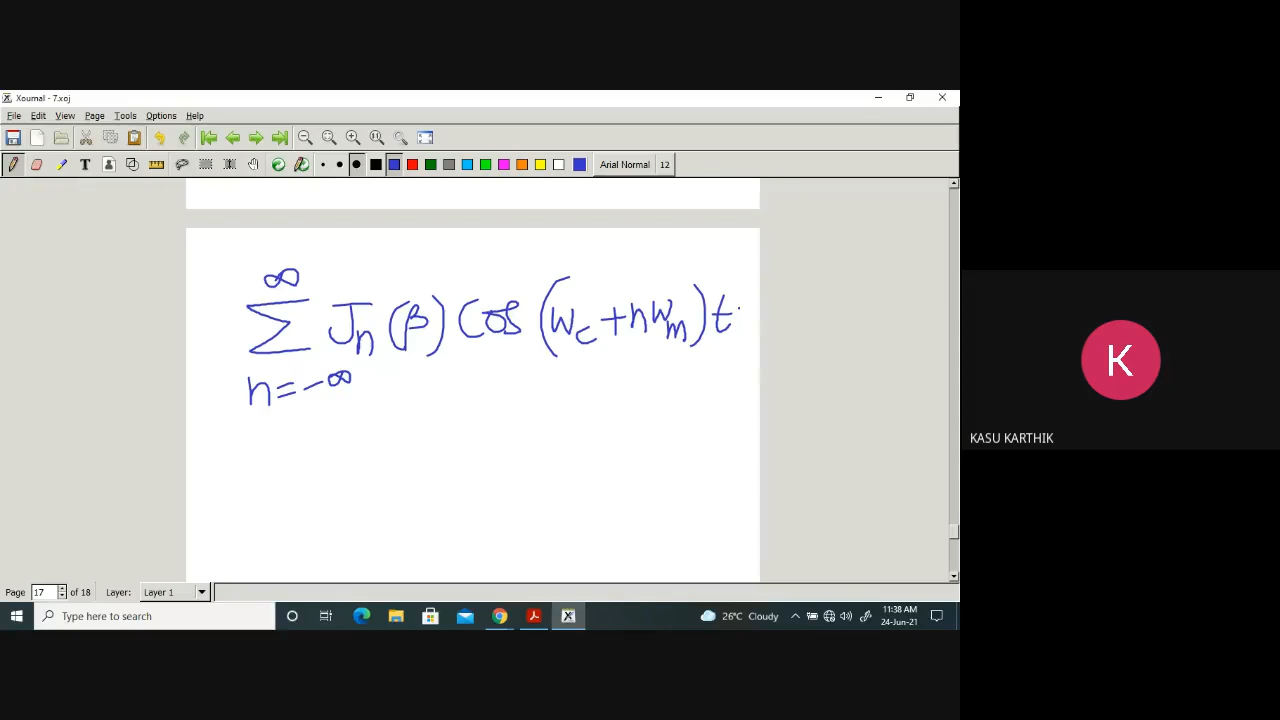 Xournal - 7.xoj
File Edit View Page Tools Options Help
Arial Normal 12
∞
∑ Jn (β) Cos (Wc + nWm) t
n = -∞
K
KASU KARTHIK
Page 17 of 18 Layer: Layer 1
Type here to search
26°C Cloudy
11:38 AM
24-Jun-21